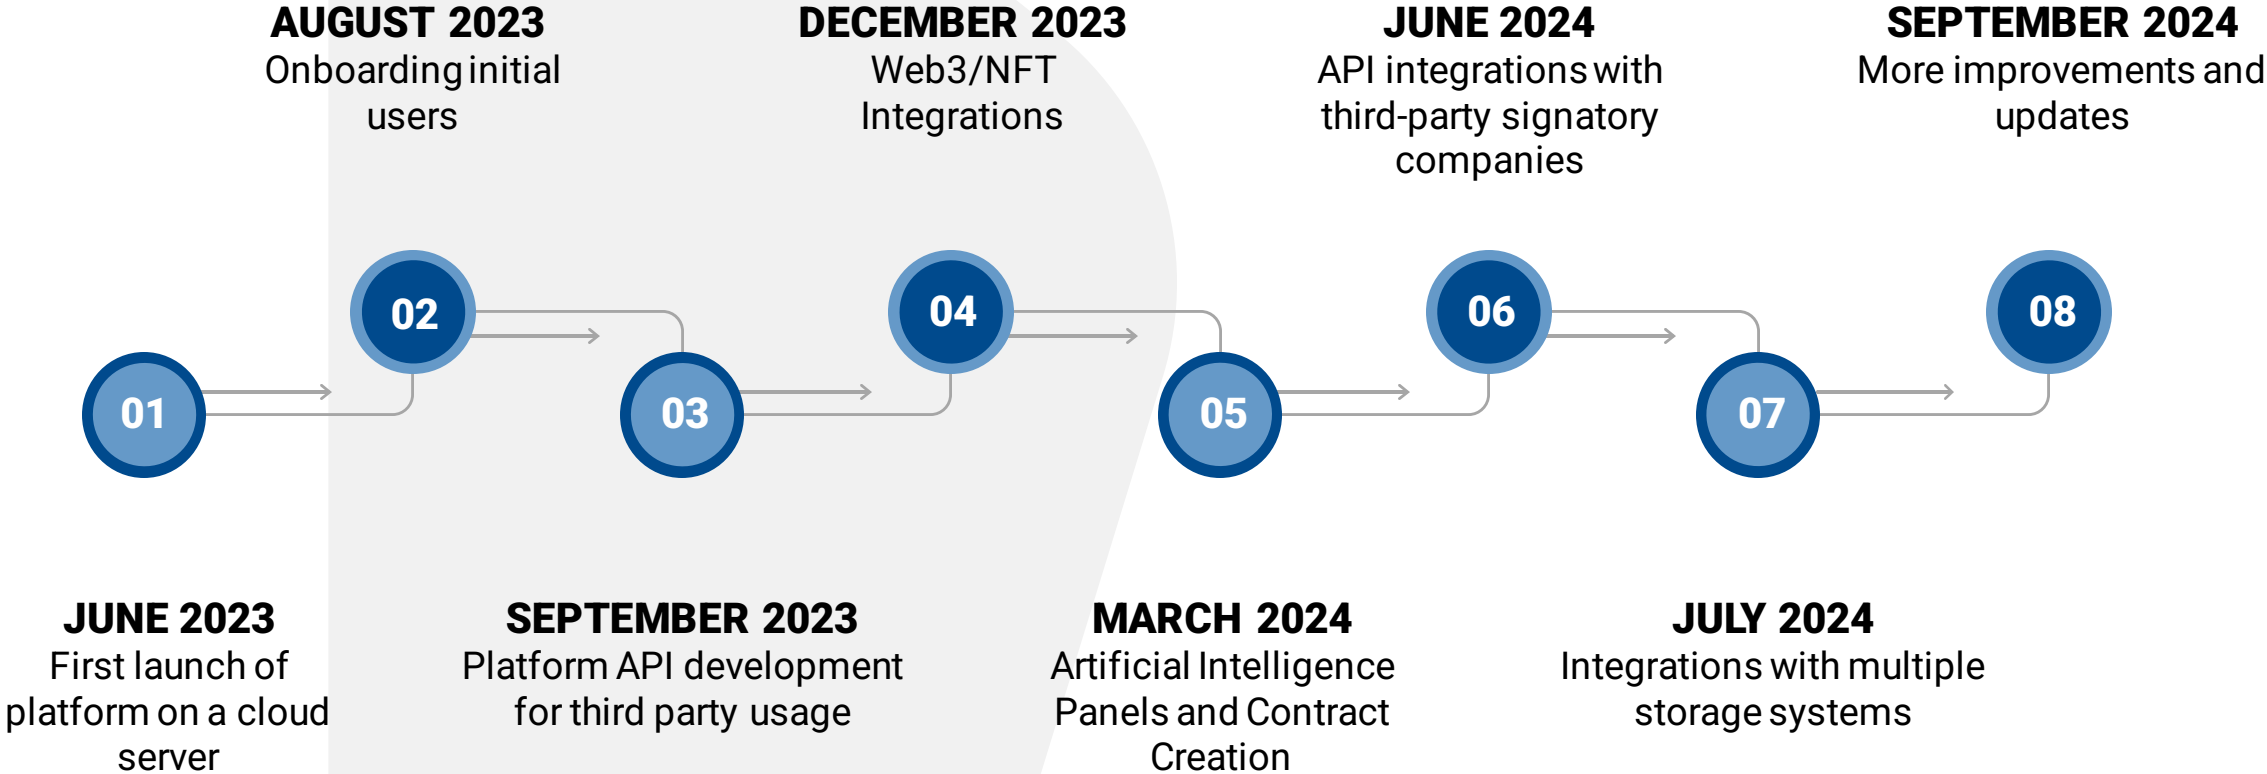 AUGUST 2023
Onboarding initial
users
DECEMBER 2023
Web3/NFT
Integrations
JUNE 2024
API integrations with
third-party signatory
companies
SEPTEMBER 2024
More improvements and
updates
01
02
03
04
05
06
07
08
JUNE 2023
First launch of
platform on a cloud
server
SEPTEMBER 2023
Platform API development
for third party usage
MARCH 2024
Artificial Intelligence
Panels and Contract
Creation
JULY 2024
Integrations with multiple
storage systems